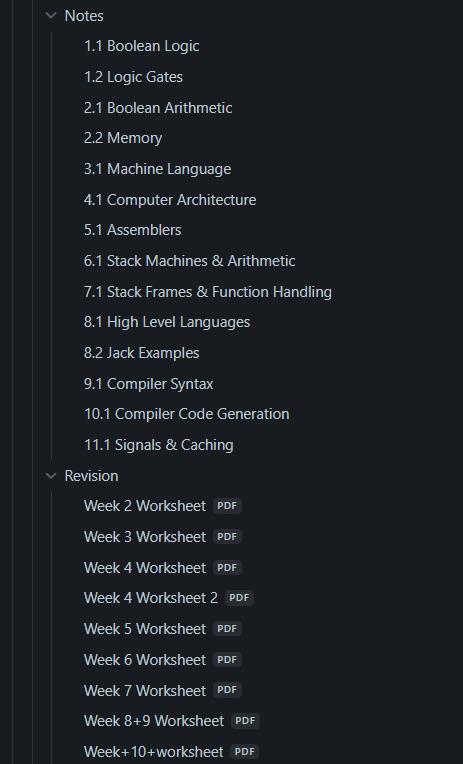 Notes
1.1 Boolean Logic
1.2 Logic Gates
2.1 Boolean Arithmetic
2.2 Memory
3.1 Machine Language
4.1 Computer Architecture
5.1 Assemblers
6.1 Stack Machines & Arithmetic
7.1 Stack Frames & Function Handling
8.1 High Level Languages
8.2 Jack Examples
9.1 Compiler Syntax
10.1 Compiler Code Generation
11.1 Signals & Caching
Revision
Week 2 Worksheet PDF
Week 3 Worksheet PDF
Week 4 Worksheet PDF
Week 4 Worksheet 2 PDF
Week 5 Worksheet PDF
Week 6 Worksheet PDF
Week 7 Worksheet PDF
Week 8+9 Worksheet PDF
Week+10+worksheet PDF